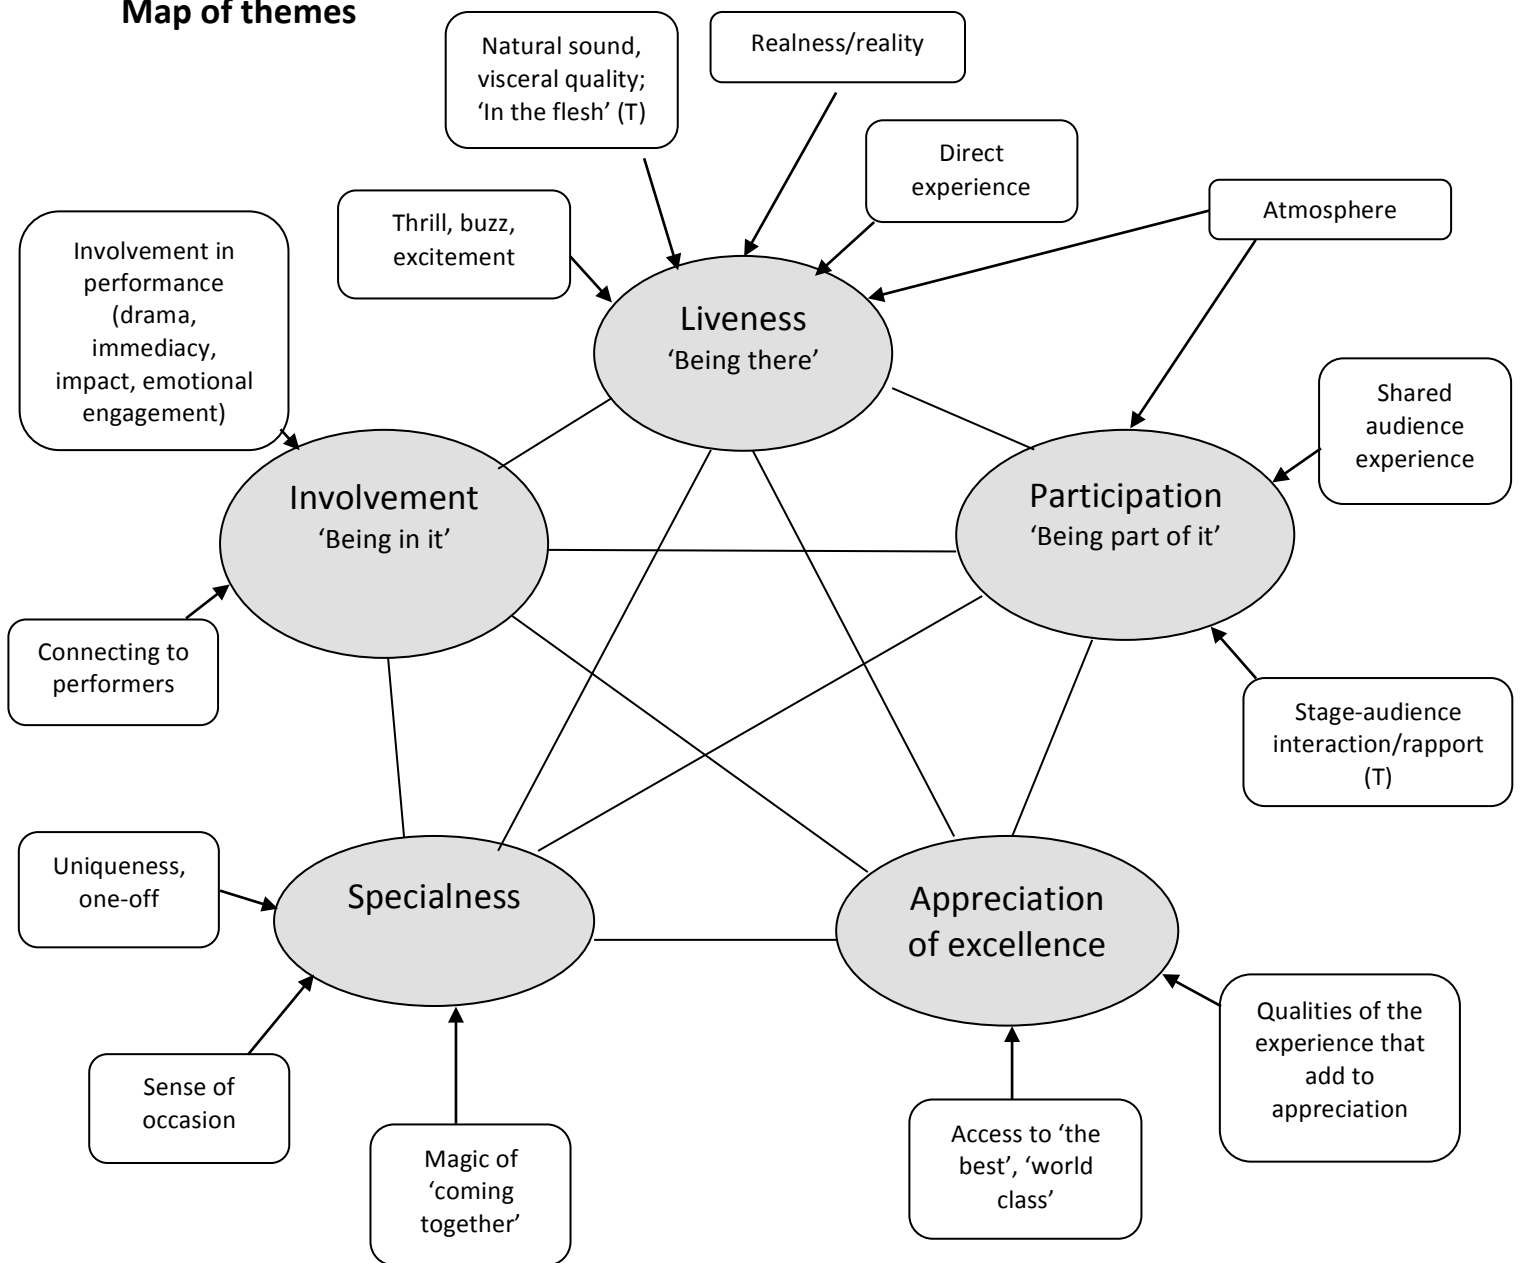 Map of themes
Natural sound,
visceral quality;
‘In the flesh’ (T)
Realness/reality
Direct
experience
Atmosphere
Thrill, buzz,
excitement
Involvement in
performance
(drama,
immediacy,
impact, emotional
engagement)
Liveness
‘Being there’
Shared
audience
experience
Involvement
‘Being in it’
Participation
‘Being part of it’
Connecting to
performers
Stage-audience
interaction/rapport
(T)
Uniqueness,
one-off
Specialness
Appreciation
of excellence
Qualities of the
experience that
add to
appreciation
Sense of
occasion
Magic of
‘coming
together’
Access to ‘the
best’, ‘world
class’